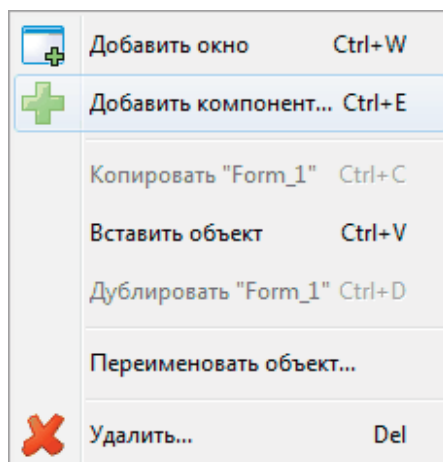 Добавить окно Ctrl+W
Добавить компонент... Ctrl+E
Копировать "Form_1" Ctrl+C
Вставить объект Ctrl+V
Дублировать "Form_1" Ctrl+D
Переименовать объект...
Удалить... Del